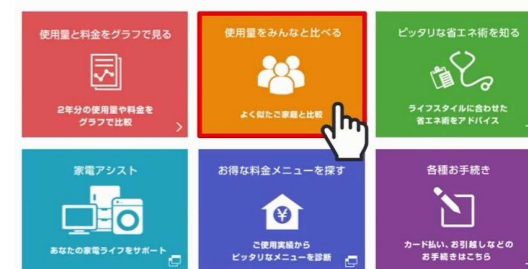 使用量と料金をグラフで見る
2年分の使用量や料金を
グラフで比較
使用量をみんなと比べる
よく似たご家庭と比較
ピッタリな省エネ術を知る
ライフスタイルに合わせた
省エネ術をアドバイス
家電アシスト
あなたの家電ライフをサポート
お得な料金メニューを探す
¥
ご使用実績から
ピッタリなメニューを診断
各種お手続き
カード払い、お引越しなどの
お手続きはこちら